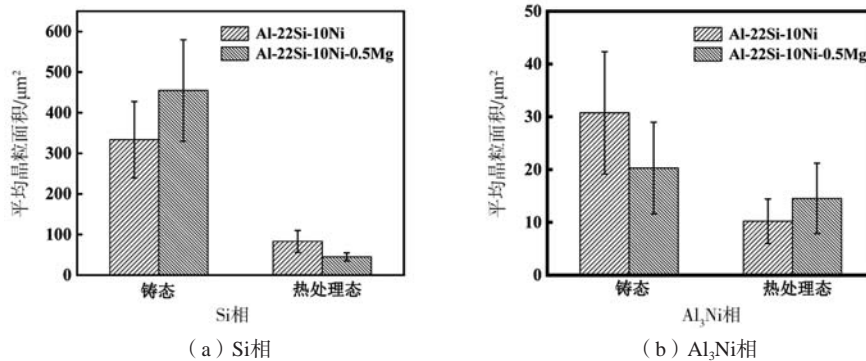 600
500
400
300
200
100
0
平均晶粒面积/μm²
Al-22Si-10Ni
Al-22Si-10Ni-0.5Mg
铸态
热处理态
Si相
（a）Si相
50
40
30
20
10
0
平均晶粒面积/μm²
Al-22Si-10Ni
Al-22Si-10Ni-0.5Mg
铸态
热处理态
Al₃Ni相
（b）Al₃Ni相